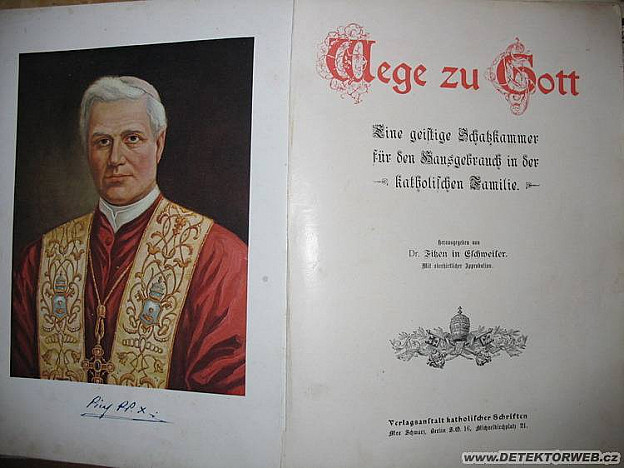 Pius PP. X
Wege zu Gott
Eine geistige Schatzkammer
für den Hausgebrauch in der
katholischen Familie.
Herausgegeben von
Dr. Fitzen in Eschweiler.
Mit oberhirtlicher Approbation.
Verlagsanstalt katholischer Schriften
Max Schwarz, Berlin S.O. 16, Michaelkirchplatz 21.
WWW.DETEKTORWEB.CZ